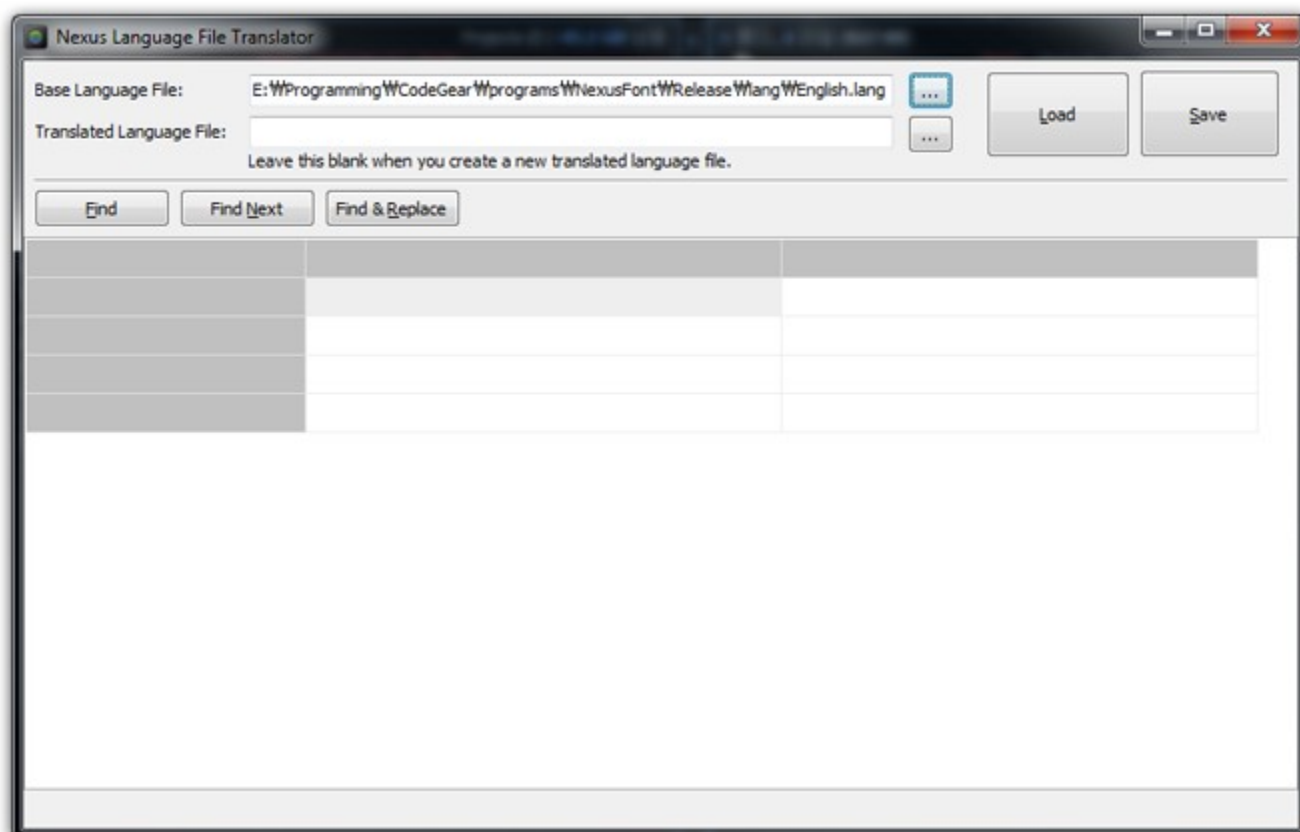 Nexus Language File Translator
Base Language File: E:₩Programming₩CodeGear₩programs₩NexusFont₩Release₩lang₩English.lang ...
Translated Language File: ...
Leave this blank when you create a new translated language file.
Load Save
Find Find Next Find & Replace